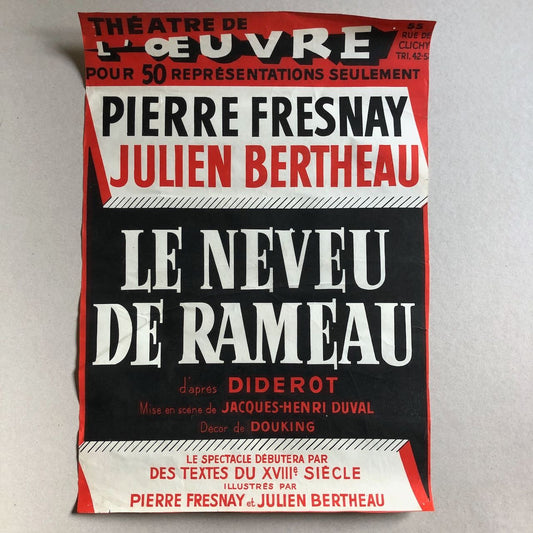 THÉATRE DE
L'ŒUVRE
55
RUE DE
CLICHY
TRI. 42-5
POUR 50 REPRÉSENTATIONS SEULEMENT
PIERRE FRESNAY
JULIEN BERTHEAU
LE NEVEU
DE RAMEAU
d'après DIDEROT
Mise en scène de JACQUES-HENRI DUVAL
Décor de DOUKING
LE SPECTACLE DÉBUTERA PAR
DES TEXTES DU XVIIIe SIÈCLE
ILLUSTRÉS PAR
PIERRE FRESNAY et JULIEN BERTHEAU